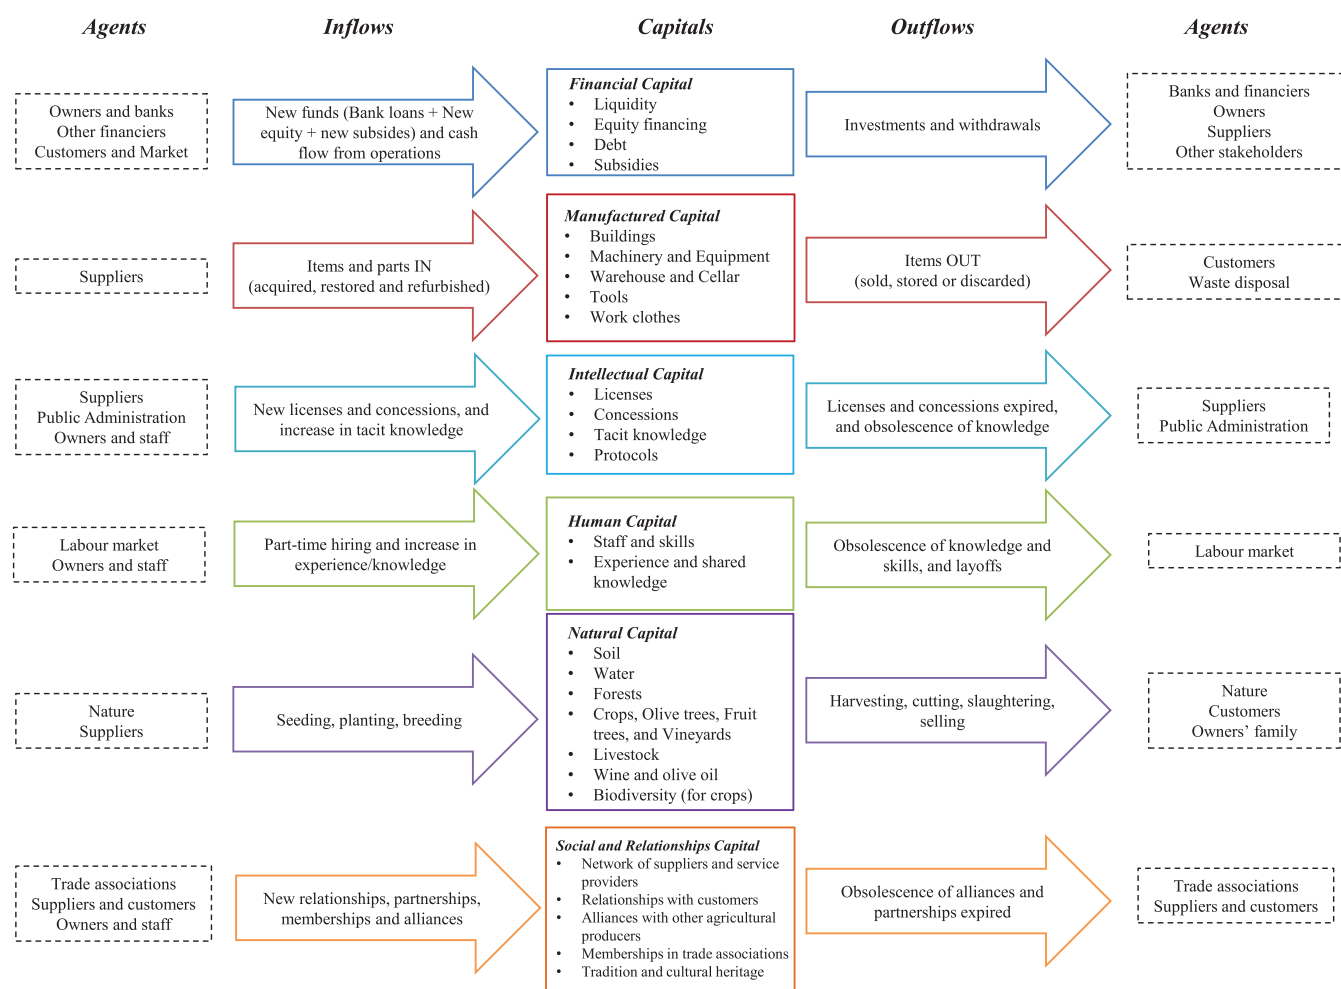 Agents
Inflows
Capitals
Outflows
Agents
Owners and banks
Other financiers
Customers and Market
New funds (Bank loans + New
equity + new subsides) and cash
flow from operations
Financial Capital
• Liquidity
• Equity financing
• Debt
• Subsidies
Investments and withdrawals
Banks and financiers
Owners
Suppliers
Other stakeholders
Suppliers
Items and parts IN
(acquired, restored and refurbished)
Manufactured Capital
• Buildings
• Machinery and Equipment
• Warehouse and Cellar
• Tools
• Work clothes
Items OUT
(sold, stored or discarded)
Customers
Waste disposal
Suppliers
Public Administration
Owners and staff
New licenses and concessions, and
increase in tacit knowledge
Intellectual Capital
• Licenses
• Concessions
• Tacit knowledge
• Protocols
Licenses and concessions expired,
and obsolescence of knowledge
Suppliers
Public Administration
Labour market
Owners and staff
Part-time hiring and increase in
experience/knowledge
Human Capital
• Staff and skills
• Experience and shared
knowledge
Obsolescence of knowledge and
skills, and layoffs
Labour market
Nature
Suppliers
Seeding, planting, breeding
Natural Capital
• Soil
• Water
• Forests
• Crops, Olive trees, Fruit
trees, and Vineyards
• Livestock
• Wine and olive oil
• Biodiversity (for crops)
Harvesting, cutting, slaughtering,
selling
Nature
Customers
Owners’ family
Trade associations
Suppliers and customers
Owners and staff
New relationships, partnerships,
memberships and alliances
Social and Relationships Capital
• Network of suppliers and service
providers
• Relationships with customers
• Alliances with other agricultural
producers
• Memberships in trade associations
• Tradition and cultural heritage
Obsolescence of alliances and
partnerships expired
Trade associations
Suppliers and customers